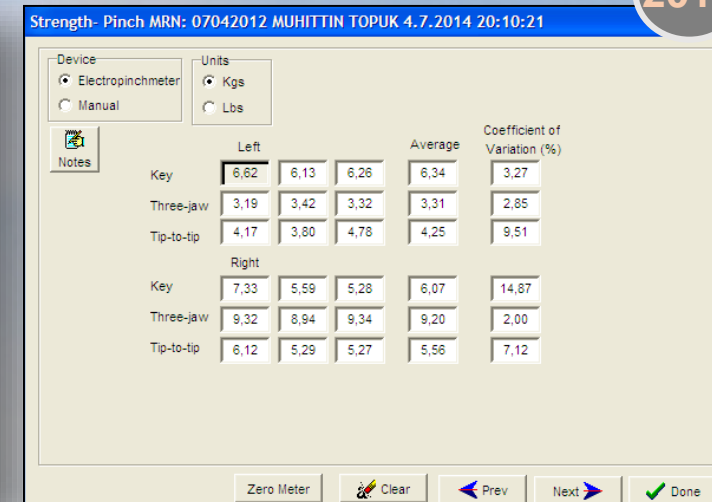 201
Strength- Pinch MRN: 07042012 MUHITTIN TOPUK 4.7.2014 20:10:21
Device Units
Electropinchmeter Kgs
Manual Lbs
Notes
Left Average Coefficient of Variation (%)
Key 6,62 6,13 6,26 6,34 3,27
Three-jaw 3,19 3,42 3,32 3,31 2,85
Tip-to-tip 4,17 3,80 4,78 4,25 9,51
Right
Key 7,33 5,59 5,28 6,07 14,87
Three-jaw 9,32 8,94 9,34 9,20 2,00
Tip-to-tip 6,12 5,29 5,27 5,56 7,12
Zero Meter Clear Prev Next Done